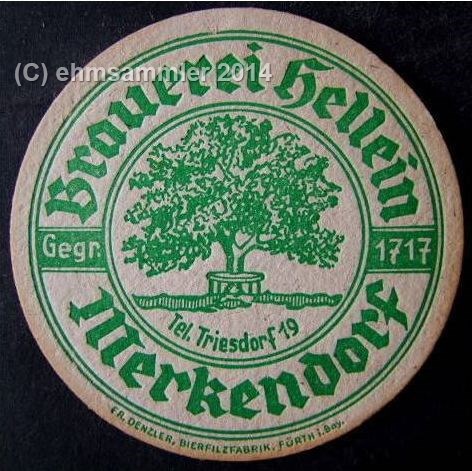 (C) ehmsammler 2014
Brauerei Hellein
Gegr. 1717
Tel. Triesdorf 19
Merkendorf
FR. DENZLER, BIERFILZFABRIK, FÜRTH i. Bay.